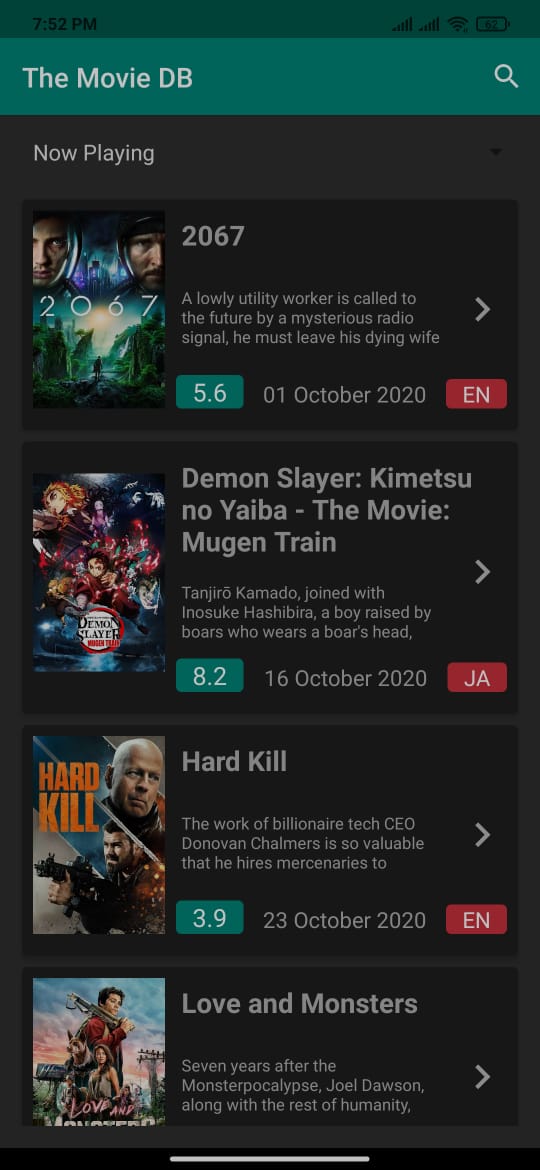 7:52 PM
62
The Movie DB
Now Playing
2067
2067
A lowly utility worker is called to
the future by a mysterious radio
signal, he must leave his dying wife
5.6
01 October 2020
EN
Demon Slayer: Kimetsu
no Yaiba - The Movie:
Mugen Train
DEMON
SLAYER
MUGEN TRAIN
Tanjirō Kamado, joined with
Inosuke Hashibira, a boy raised by
boars who wears a boar's head,
8.2
16 October 2020
JA
HARD
KILL
Hard Kill
The work of billionaire tech CEO
Donovan Chalmers is so valuable
that he hires mercenaries to
3.9
23 October 2020
EN
LOVE AND
MONSTERS
Love and Monsters
Seven years after the
Monsterpocalypse, Joel Dawson,
along with the rest of humanity,